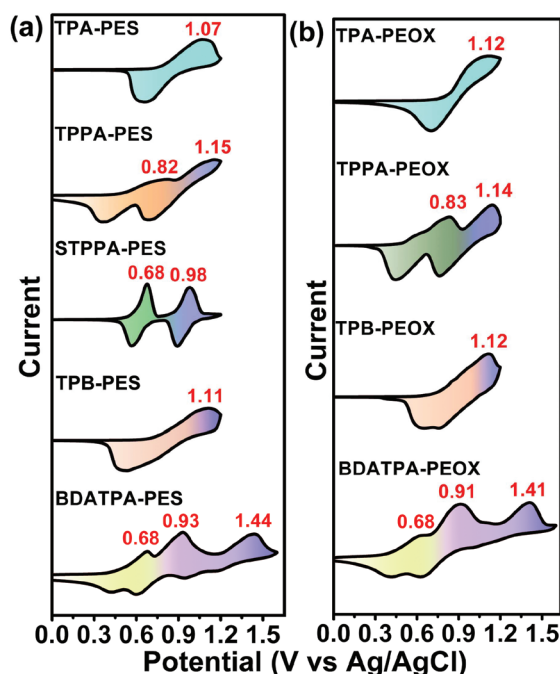 (a)
TPA-PES
1.07
TPPA-PES
0.82
1.15
STPPA-PES
0.68
0.98
TPB-PES
1.11
BDATPA-PES
0.68
0.93
1.44
Current
0.0 0.3 0.6 0.9 1.2 1.5
(b)
TPA-PEOX
1.12
TPPA-PEOX
0.83
1.14
TPB-PEOX
1.12
BDATPA-PEOX
0.68
0.91
1.41
Current
0.0 0.3 0.6 0.9 1.2 1.5
Potential (V vs Ag/AgCl)